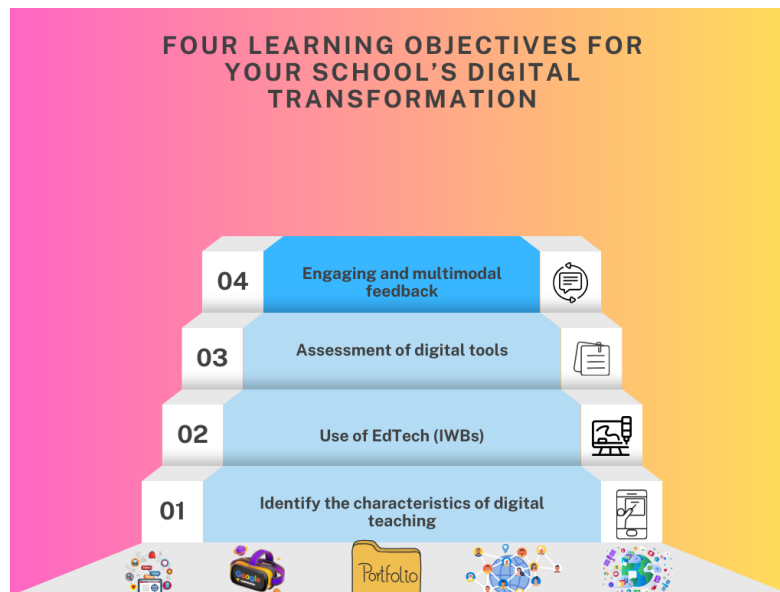 FOUR LEARNING OBJECTIVES FOR
YOUR SCHOOL'S DIGITAL
TRANSFORMATION
04
Engaging and multimodal
feedback
03
Assessment of digital tools
02
Use of EdTech (IWBs)
01
Identify the characteristics of digital
teaching
Google
Portfolio